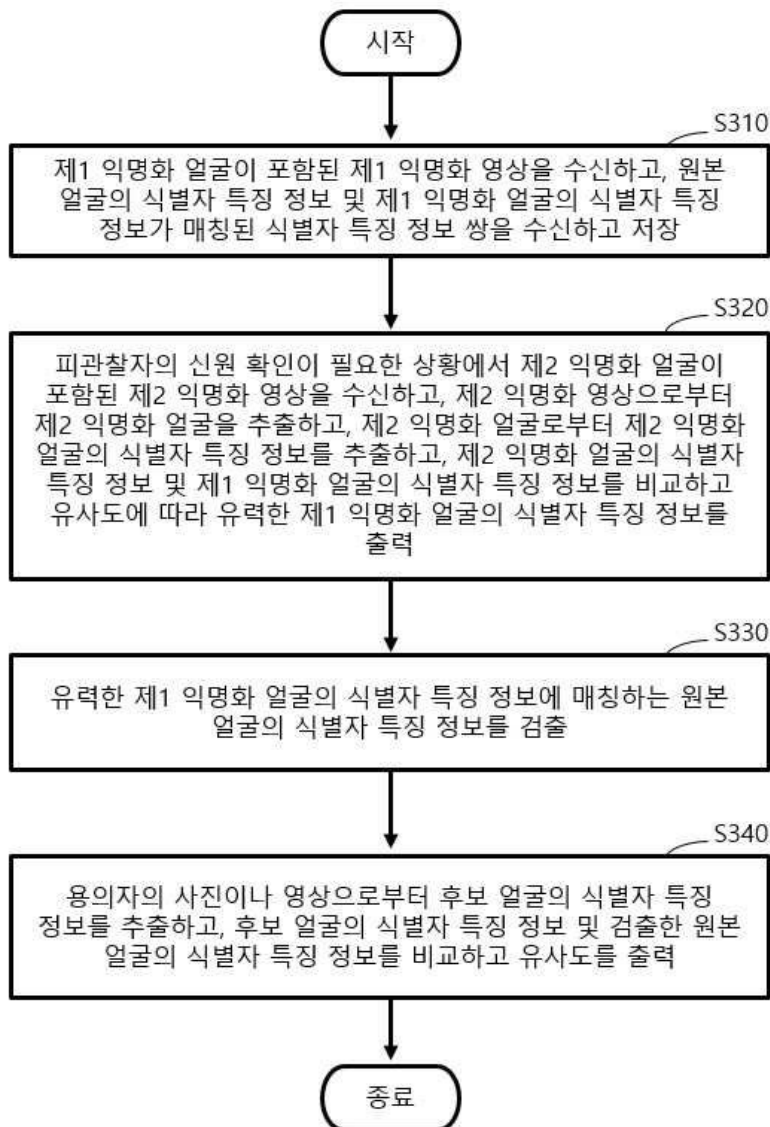 시작
S310
제1 익명화 얼굴이 포함된 제1 익명화 영상을 수신하고, 원본
얼굴의 식별자 특징 정보 및 제1 익명화 얼굴의 식별자 특징
정보가 매칭된 식별자 특징 정보 쌍을 수신하고 저장
S320
피관찰자의 신원 확인이 필요한 상황에서 제2 익명화 얼굴이
포함된 제2 익명화 영상을 수신하고, 제2 익명화 영상으로부터
제2 익명화 얼굴을 추출하고, 제2 익명화 얼굴로부터 제2 익명화
얼굴의 식별자 특징 정보를 추출하고, 제2 익명화 얼굴의 식별자
특징 정보 및 제1 익명화 얼굴의 식별자 특징 정보를 비교하고
유사도에 따라 유력한 제1 익명화 얼굴의 식별자 특징 정보를
출력
S330
유력한 제1 익명화 얼굴의 식별자 특징 정보에 매칭하는 원본
얼굴의 식별자 특징 정보를 검출
S340
용의자의 사진이나 영상으로부터 후보 얼굴의 식별자 특징
정보를 추출하고, 후보 얼굴의 식별자 특징 정보 및 검출한 원본
얼굴의 식별자 특징 정보를 비교하고 유사도를 출력
종료